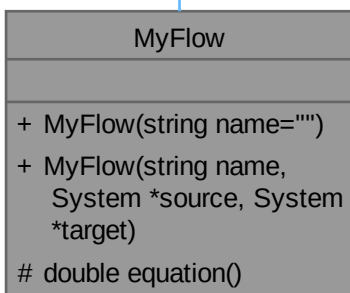 MyFlow
+ MyFlow(string name="")
+ MyFlow(string name,
System *source, System
*target)
# double equation()